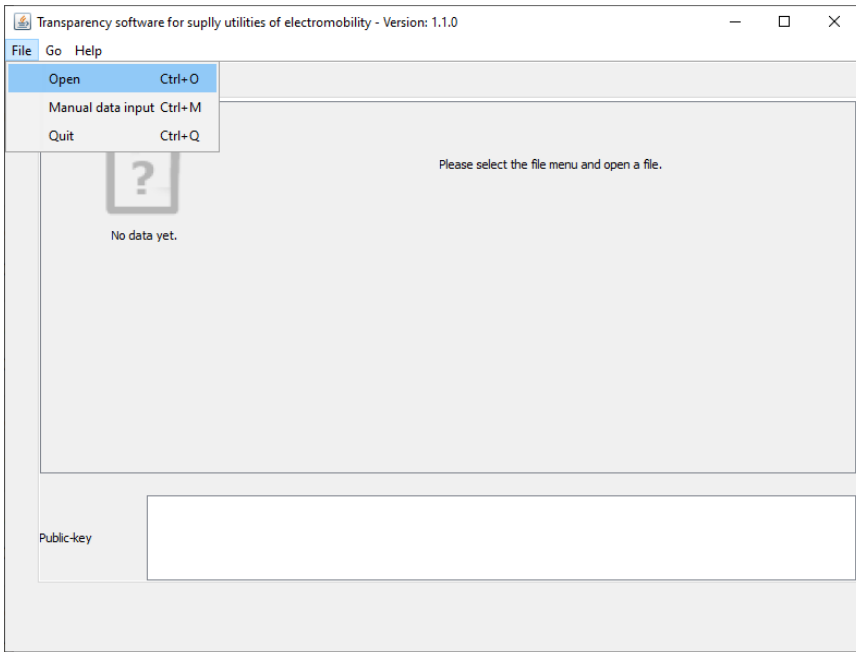 Transparency software for suplly utilities of electromobility - Version: 1.1.0
File Go Help
Open Ctrl+O
Manual data input Ctrl+M
Quit Ctrl+Q
?
Please select the file menu and open a file.
No data yet.
Public-key